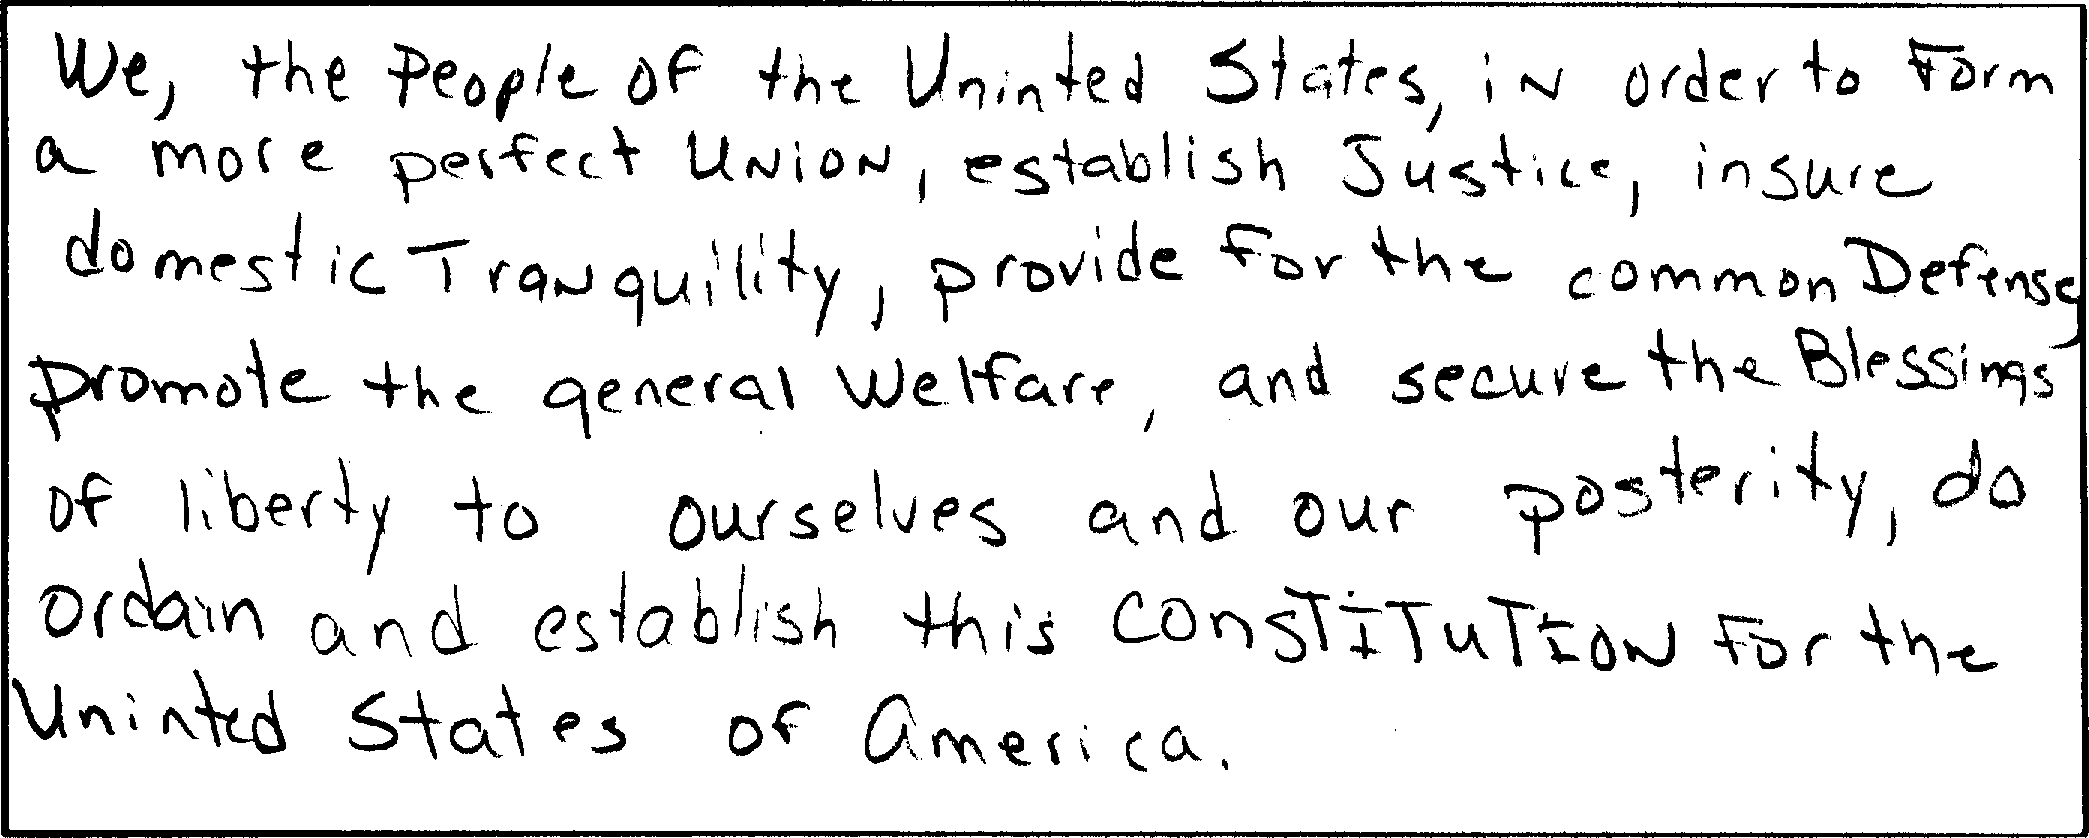 We, the People of the Uninted States, in order to Form
a more perfect UNION, establish Justice, insure
domestic Tranquility, provide for the common Defense,
promote the general Welfare, and secure the Blessings
of liberty to ourselves and our posterity, do
ordain and establish this CONSTITUTION For the
Uninted States of America.